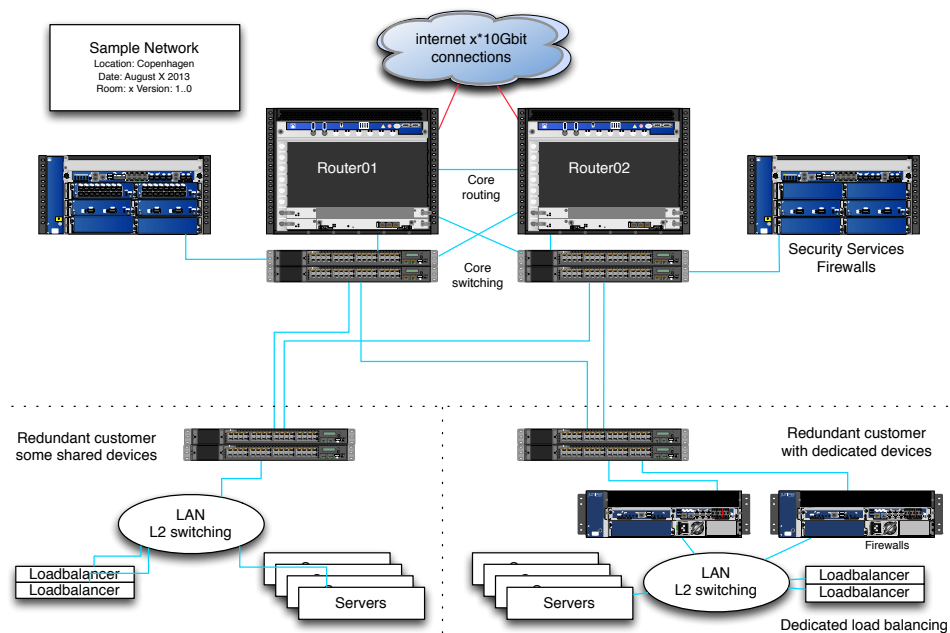 Sample Network
Location: Copenhagen
Date: August X 2013
Room: x Version: 1..0
internet x*10Gbit
connections
Router01
Router02
Core
routing
Core
switching
Security Services
Firewalls
Redundant customer
some shared devices
Redundant customer
with dedicated devices
LAN
L2 switching
Loadbalancer
Loadbalancer
Servers
Firewalls
Servers
LAN
L2 switching
Loadbalancer
Loadbalancer
Dedicated load balancing